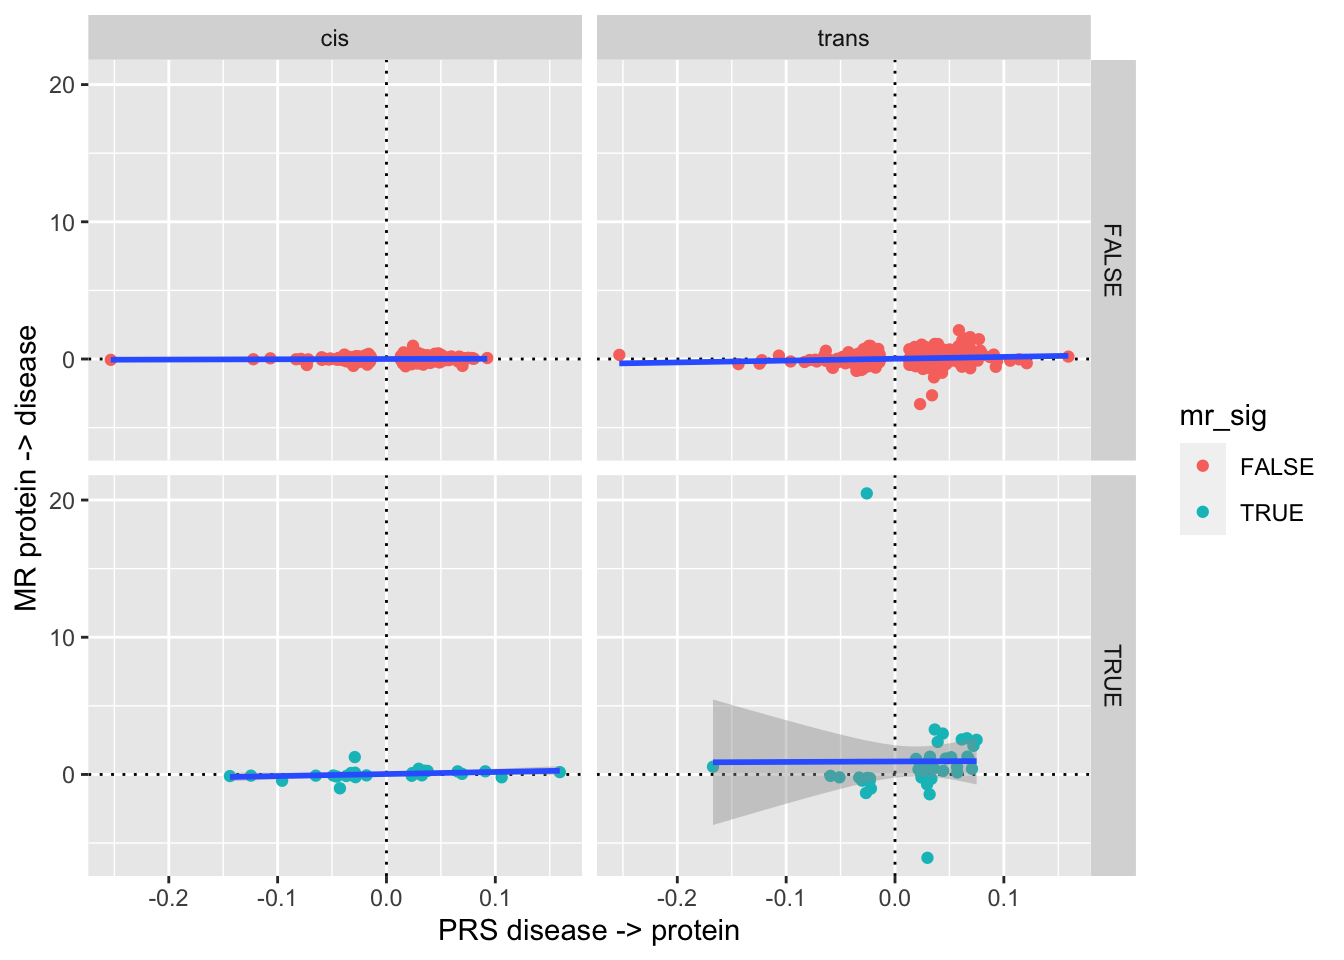 cis
trans
20
10
0
FALSE
20
10
0
TRUE
MR protein -> disease
-0.2
-0.1
0.0
0.1
-0.2
-0.1
0.0
0.1
PRS disease -> protein
mr_sig
FALSE
TRUE